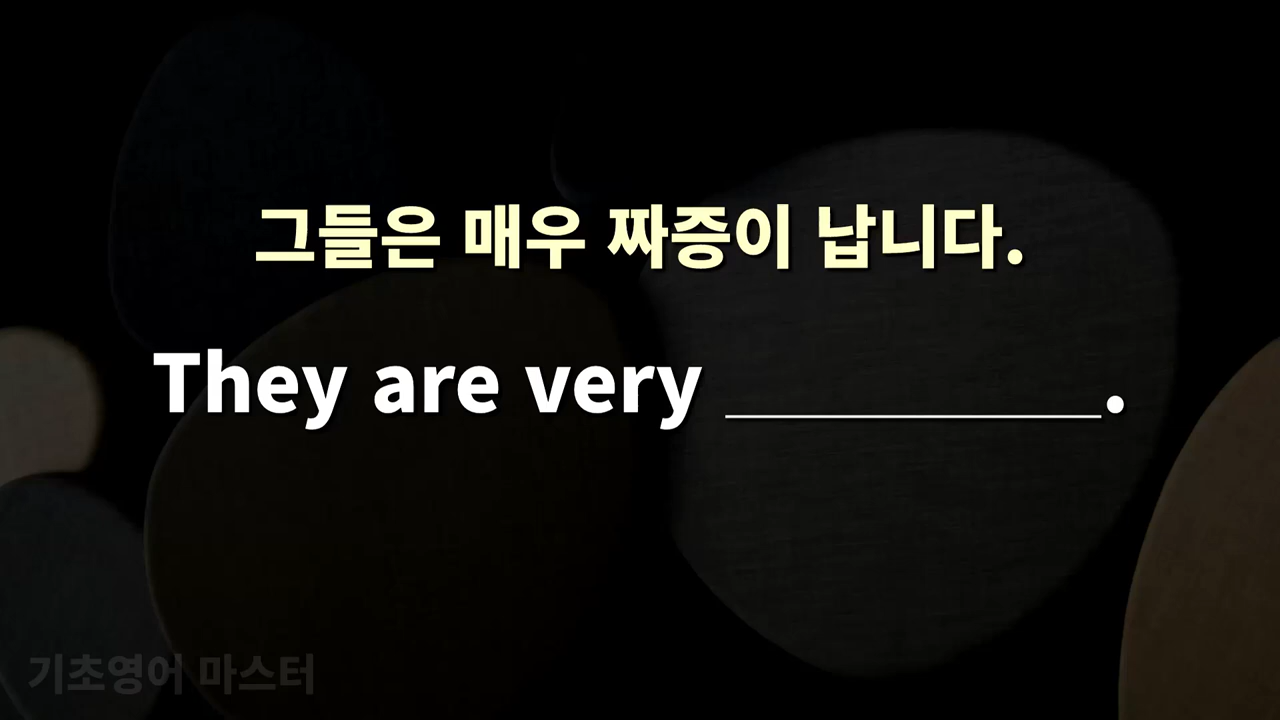 그들은 매우 짜증이 납니다.
They are very __________.
기초영어 마스터